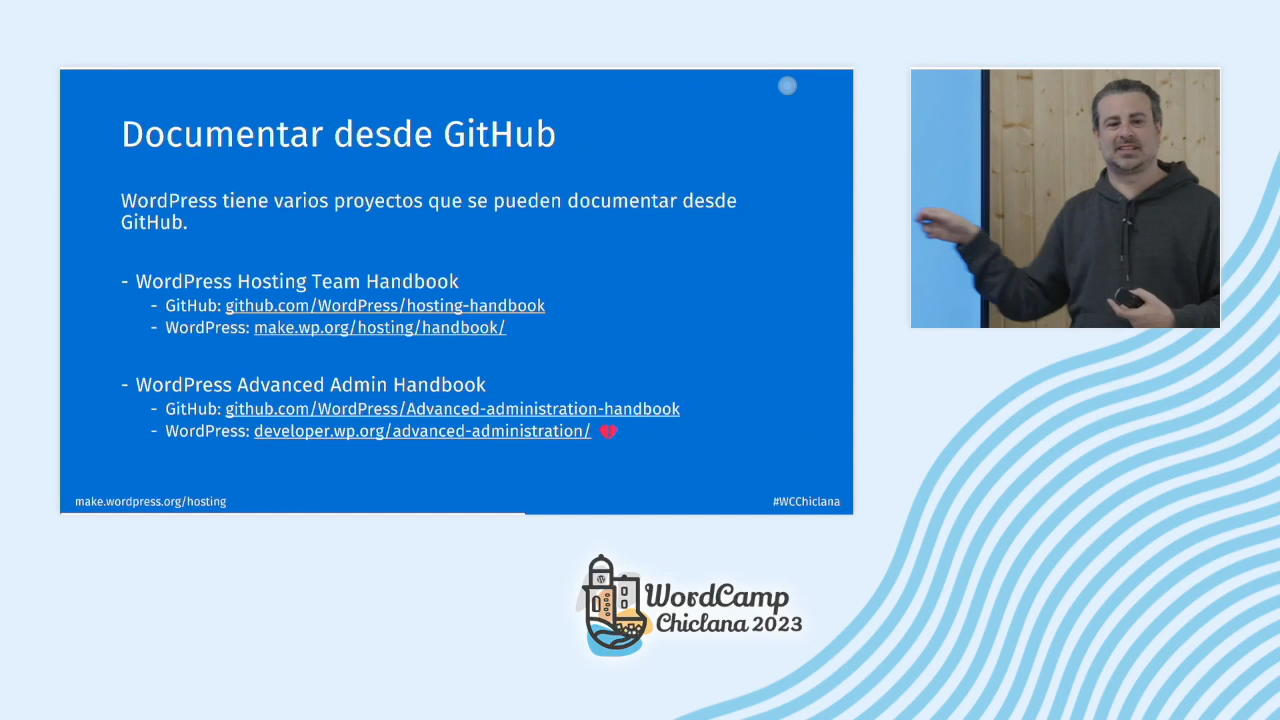 Documentar desde GitHub
WordPress tiene varios proyectos que se pueden documentar desde
GitHub.
- WordPress Hosting Team Handbook
- GitHub: github.com/WordPress/hosting-handbook
- WordPress: make.wp.org/hosting/handbook/
- WordPress Advanced Admin Handbook
- GitHub: github.com/WordPress/Advanced-administration-handbook
- WordPress: developer.wp.org/advanced-administration/ 💔
make.wordpress.org/hosting
#WCChiclana
WordCamp
Chiclana 2023